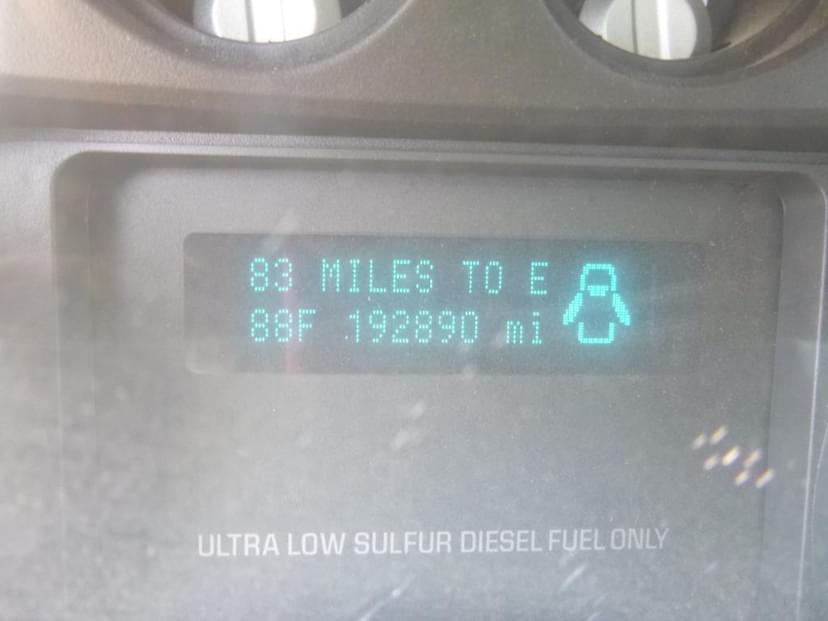 83 MILES TO E
88F 192890 mi
ULTRA LOW SULFUR DIESEL FUEL ONLY